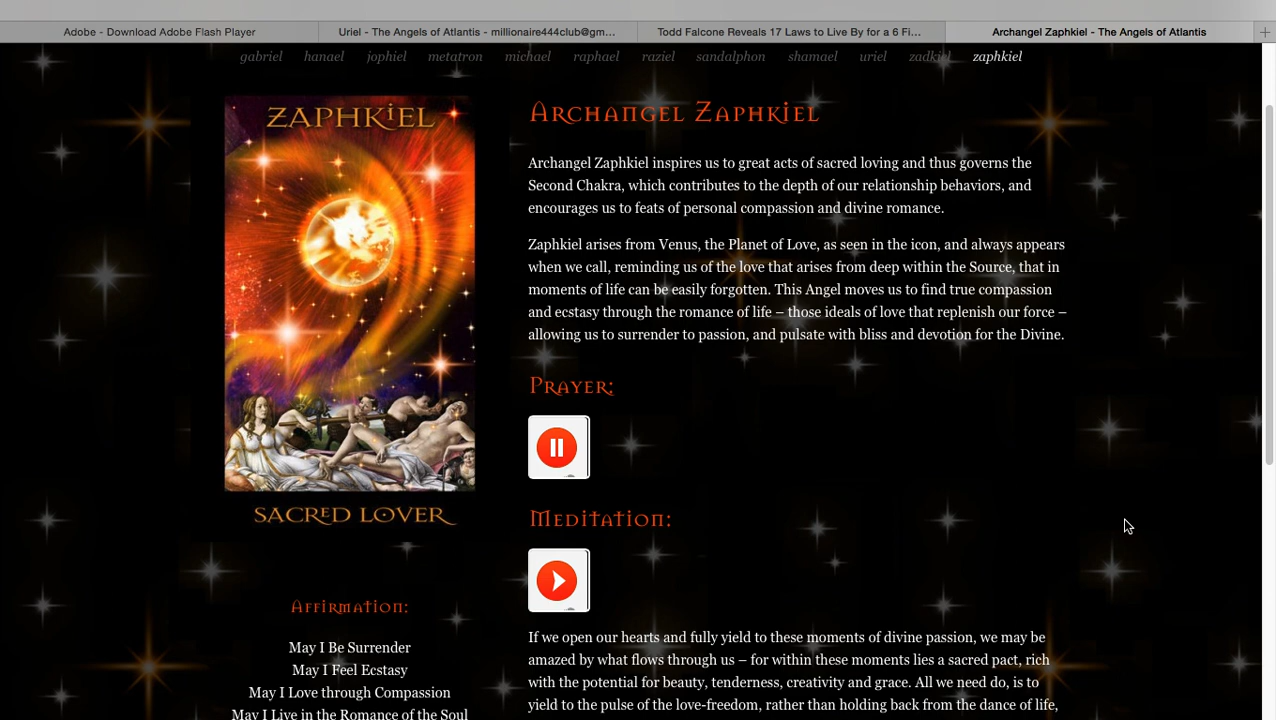 Adobe - Download Adobe Flash Player
Uriel - The Angels of Atlantis - millionaire444club@gm...
Todd Falcone Reveals 17 Laws to Live By for a 6 Fi...
Archangel Zaphkiel - The Angels of Atlantis
gabriel hanael jophiel metatron michael raphael raziel sandalphon shamael uriel zadkiel zaphkiel
ZAPHKIEL
SACRED LOVER
Affirmation:
May I Be Surrender
May I Feel Ecstasy
May I Love through Compassion
May I Live in the Romance of the Soul
Archangel Zaphkiel
Archangel Zaphkiel inspires us to great acts of sacred loving and thus governs the
Second Chakra, which contributes to the depth of our relationship behaviors, and
encourages us to feats of personal compassion and divine romance.
Zaphkiel arises from Venus, the Planet of Love, as seen in the icon, and always appears
when we call, reminding us of the love that arises from deep within the Source, that in
moments of life can be easily forgotten. This Angel moves us to find true compassion
and ecstasy through the romance of life – those ideals of love that replenish our force –
allowing us to surrender to passion, and pulsate with bliss and devotion for the Divine.
Prayer:
Meditation:
If we open our hearts and fully yield to these moments of divine passion, we may be
amazed by what flows through us – for within these moments lies a sacred pact, rich
with the potential for beauty, tenderness, creativity and grace. All we need do, is to
yield to the pulse of the love-freedom, rather than holding back from the dance of life,